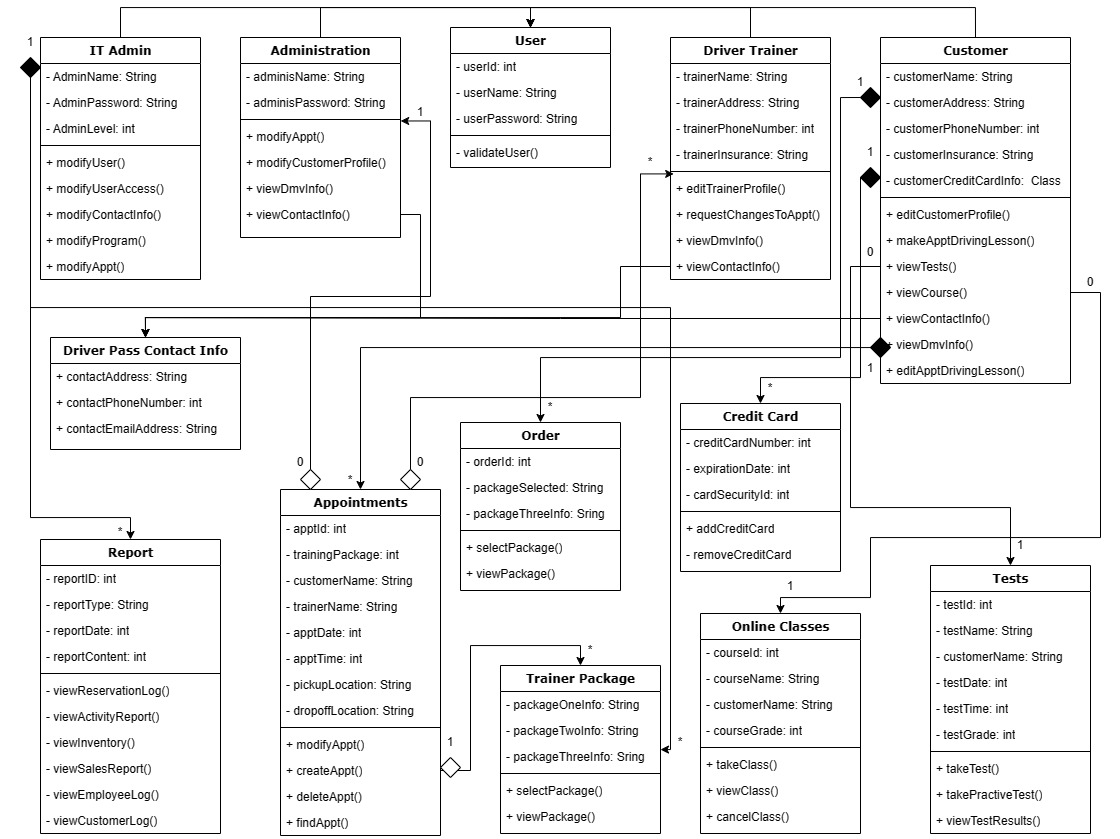 IT Admin
- AdminName: String
- AdminPassword: String
- AdminLevel: int
+ modifyUser()
+ modifyUserAccess()
+ modifyContactInfo()
+ modifyProgram()
+ modifyAppt()
1
Administration
- adminisName: String
- adminisPassword: String
+ modifyAppt()
+ modifyCustomerProfile()
+ viewDmvInfo()
+ viewContactInfo()
1
User
- userId: int
- userName: String
- userPassword: String
- validateUser()
Driver Trainer
- trainerName: String
- trainerAddress: String
- trainerPhoneNumber: int
- trainerInsurance: String
+ editTrainerProfile()
+ requestChangesToAppt()
+ viewDmvInfo()
+ viewContactInfo()
*
Customer
- customerName: String
- customerAddress: String
- customerPhoneNumber: int
- customerInsurance: String
- customerCreditCardInfo: Class
+ editCustomerProfile()
+ makeApptDrivingLesson()
+ viewTests()
+ viewCourse()
+ viewContactInfo()
+ viewDmvInfo()
+ editApptDrivingLesson()
1
1
0
0
1
Driver Pass Contact Info
+ contactAddress: String
+ contactPhoneNumber: int
+ contactEmailAddress: String
Order
- orderId: int
- packageSelected: String
- packageThreeInfo: Sring
+ selectPackage()
+ viewPackage()
*
Credit Card
- creditCardNumber: int
- expirationDate: int
- cardSecurityId: int
+ addCreditCard
- removeCreditCard
*
0
*
0
Appointments
- apptId: int
- trainingPackage: int
- customerName: String
- trainerName: String
- apptDate: int
- apptTime: int
- pickupLocation: String
- dropoffLocation: String
+ modifyAppt()
+ createAppt()
+ deleteAppt()
+ findAppt()
1
*
Report
- reportID: int
- reportType: String
- reportDate: int
- reportContent: int
- viewReservationLog()
- viewActivityReport()
- viewInventory()
- viewSalesReport()
- viewEmployeeLog()
- viewCustomerLog()
*
Trainer Package
- packageOneInfo: String
- packageTwoInfo: String
- packageThreeInfo: Sring
+ selectPackage()
+ viewPackage()
*
1
Online Classes
- courseId: int
- courseName: String
- customerName: String
- courseGrade: int
+ takeClass()
+ viewClass()
+ cancelClass()
1
Tests
- testId: int
- testName: String
- customerName: String
- testDate: int
- testTime: int
- testGrade: int
+ takeTest()
+ takePractiveTest()
+ viewTestResults()